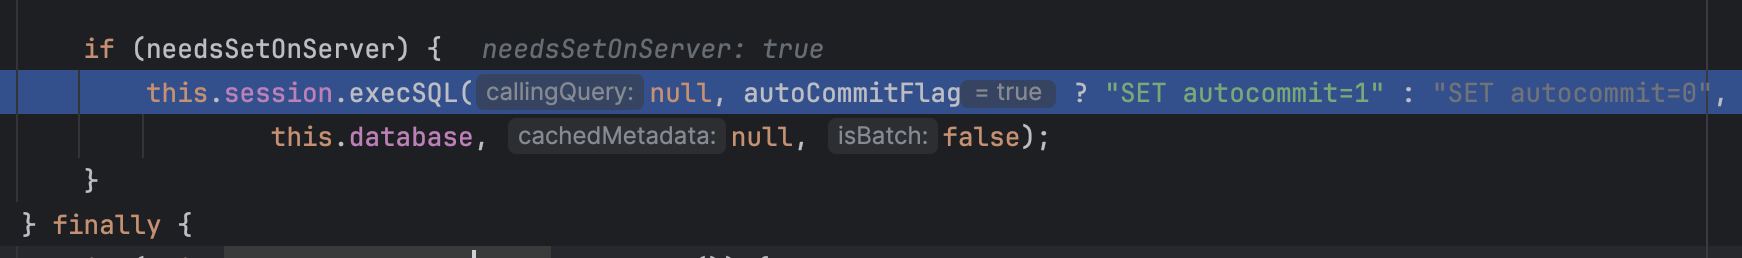 if (needsSetOnServer) {   needsSetOnServer: true
this.session.execSQL( callingQuery: null, autoCommitFlag = true ? "SET autocommit=1" : "SET autocommit=0",
this.database, cachedMetadata: null, isBatch: false);
}
} finally {